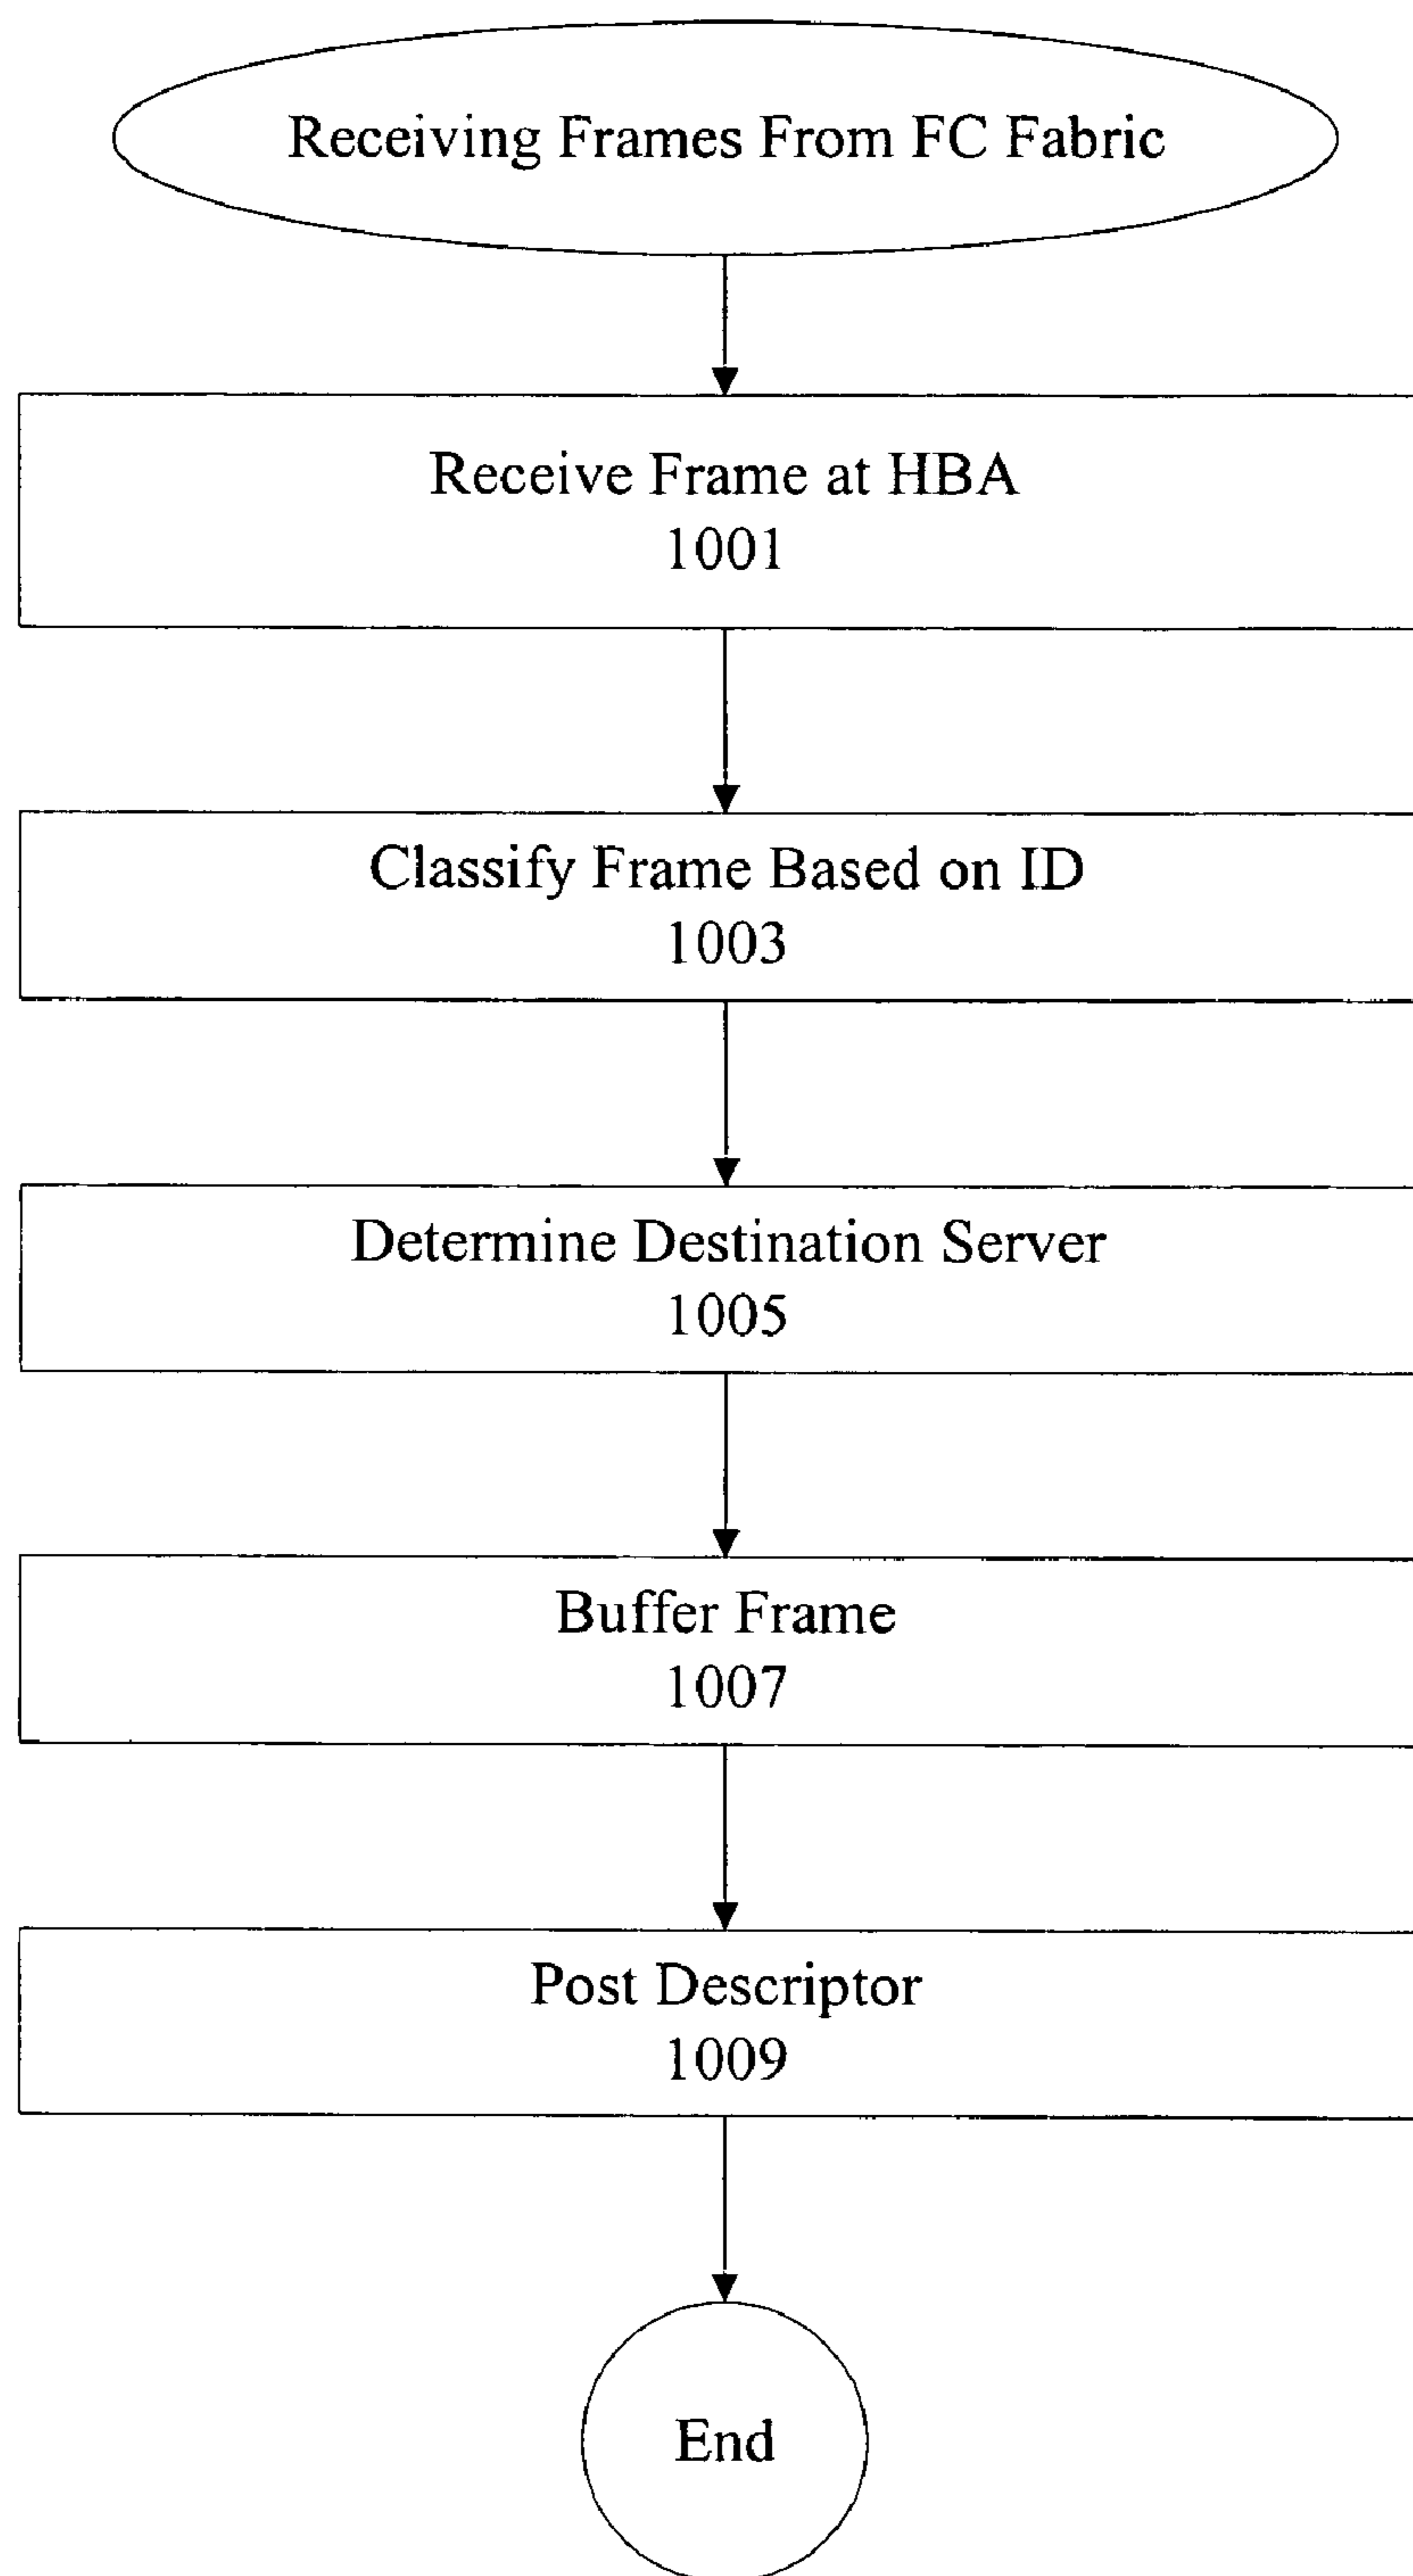 Receiving Frames From FC Fabric
Receive Frame at HBA
1001
Classify Frame Based on ID
1003
Determine Destination Server
1005
Buffer Frame
1007
Post Descriptor
1009
End